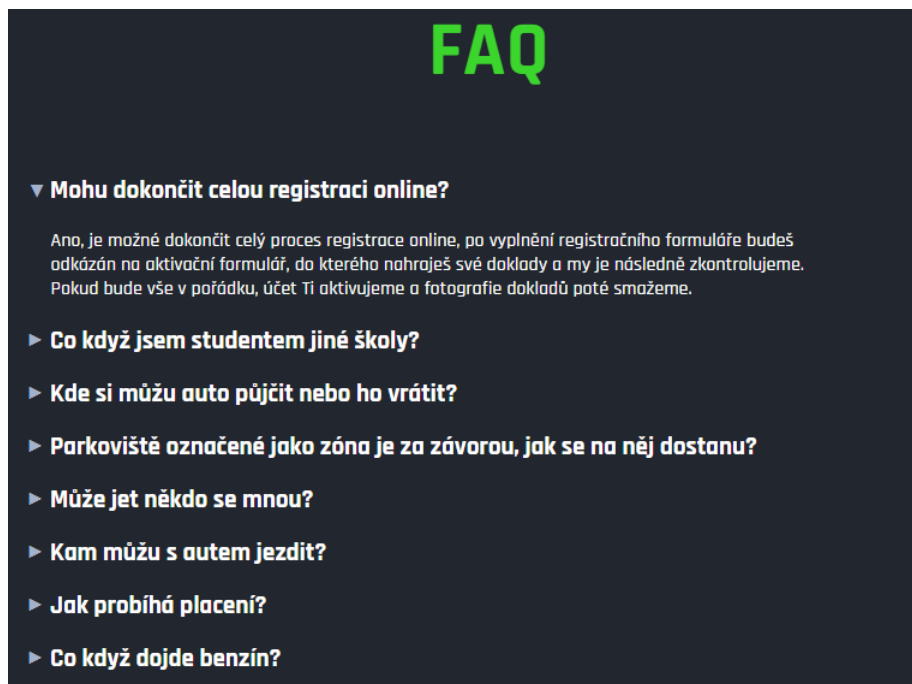 FAQ
Mohu dokončit celou registraci online?
Ano, je možné dokončit celý proces registrace online, po vyplnění registračního formuláře budeš
odkázán na aktivační formulář, do kterého nahraješ své doklady a my je následně zkontrolujeme.
Pokud bude vše v pořádku, účet Ti aktivujeme a fotografie dokladů poté smažeme.
Co když jsem studentem jiné školy?
Kde si můžu auto půjčit nebo ho vrátit?
Parkoviště označené jako zóna je za závorou, jak se na něj dostanu?
Může jet někdo se mnou?
Kam můžu s autem jezdit?
Jak probíhá placení?
Co když dojde benzín?